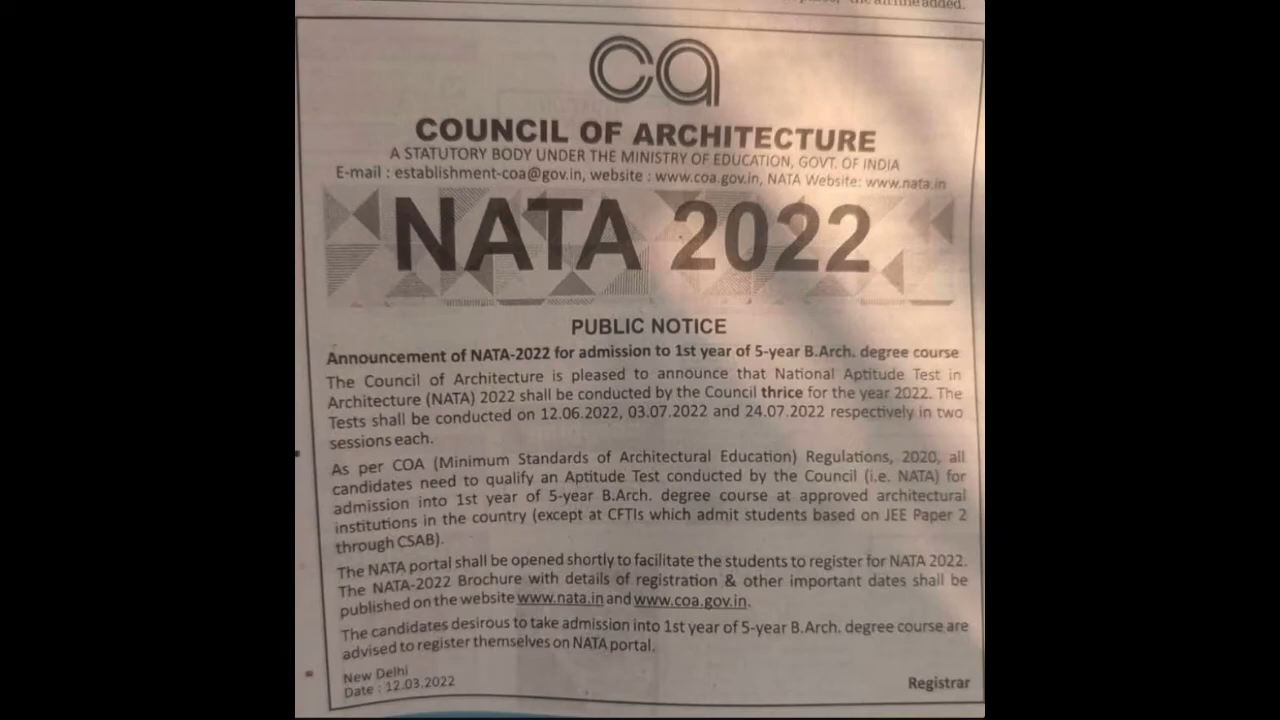 the airline added.
ca
COUNCIL OF ARCHITECTURE
A STATUTORY BODY UNDER THE MINISTRY OF EDUCATION, GOVT. OF INDIA
E-mail : establishment-coa@gov.in, website : www.coa.gov.in, NATA Website: www.nata.in
NATA 2022
PUBLIC NOTICE
Announcement of NATA-2022 for admission to 1st year of 5-year B.Arch. degree course
The Council of Architecture is pleased to announce that National Aptitude Test in
Architecture (NATA) 2022 shall be conducted by the Council thrice for the year 2022. The
Tests shall be conducted on 12.06.2022, 03.07.2022 and 24.07.2022 respectively in two
sessions each.
As per COA (Minimum Standards of Architectural Education) Regulations, 2020, all
candidates need to qualify an Aptitude Test conducted by the Council (i.e. NATA) for
admission into 1st year of 5-year B.Arch. degree course at approved architectural
institutions in the country (except at CFTIs which admit students based on JEE Paper 2
through CSAB).
The NATA portal shall be opened shortly to facilitate the students to register for NATA 2022.
The NATA-2022 Brochure with details of registration & other important dates shall be
published on the website www.nata.in and www.coa.gov.in.
The candidates desirous to take admission into 1st year of 5-year B.Arch. degree course are
advised to register themselves on NATA portal.
New Delhi
Date : 12.03.2022
Registrar